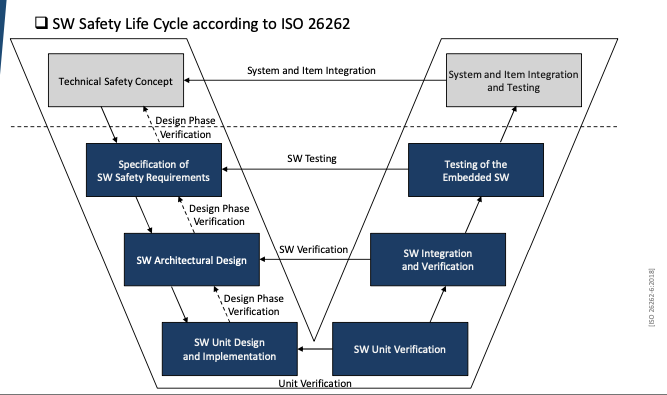 ❑ SW Safety Life Cycle according to ISO 26262
Technical Safety Concept
System and Item Integration
System and Item Integration
and Testing
Design Phase
Verification
Specification of
SW Safety Requirements
SW Testing
Testing of the
Embedded SW
Design Phase
Verification
SW Architectural Design
SW Verification
SW Integration
and Verification
Design Phase
Verification
SW Unit Design
and Implementation
SW Unit Verification
Unit Verification
[ISO 26262-6:2018]